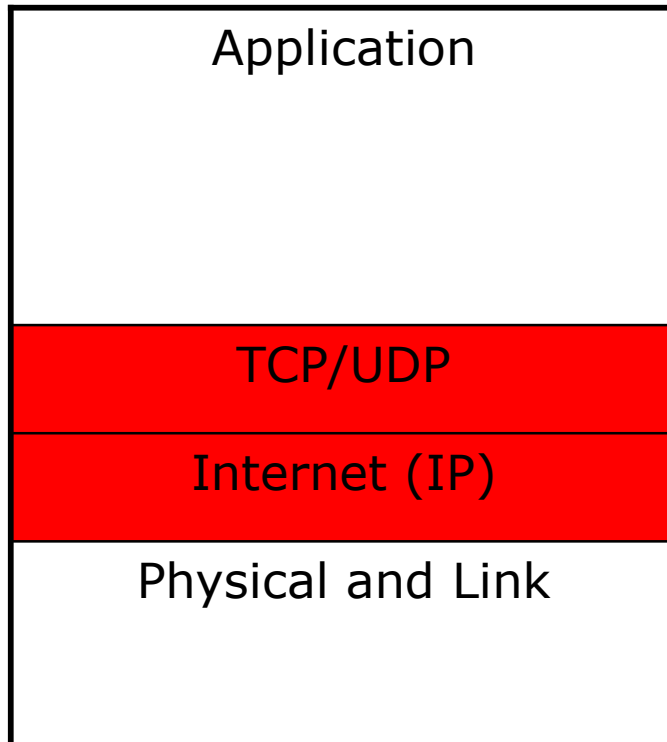 Application
TCP/UDP
Internet (IP)
Physical and Link